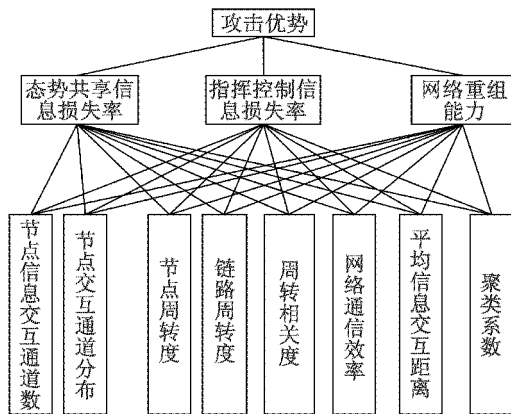 攻击优势
态势共享信
息损失率
指挥控制信
息损失率
网络重组
能力
节点信息交互通道数
节点交互通道分布
节点周转度
链路周转度
周转相关度
网络通信效率
平均信息交互距离
聚类系数